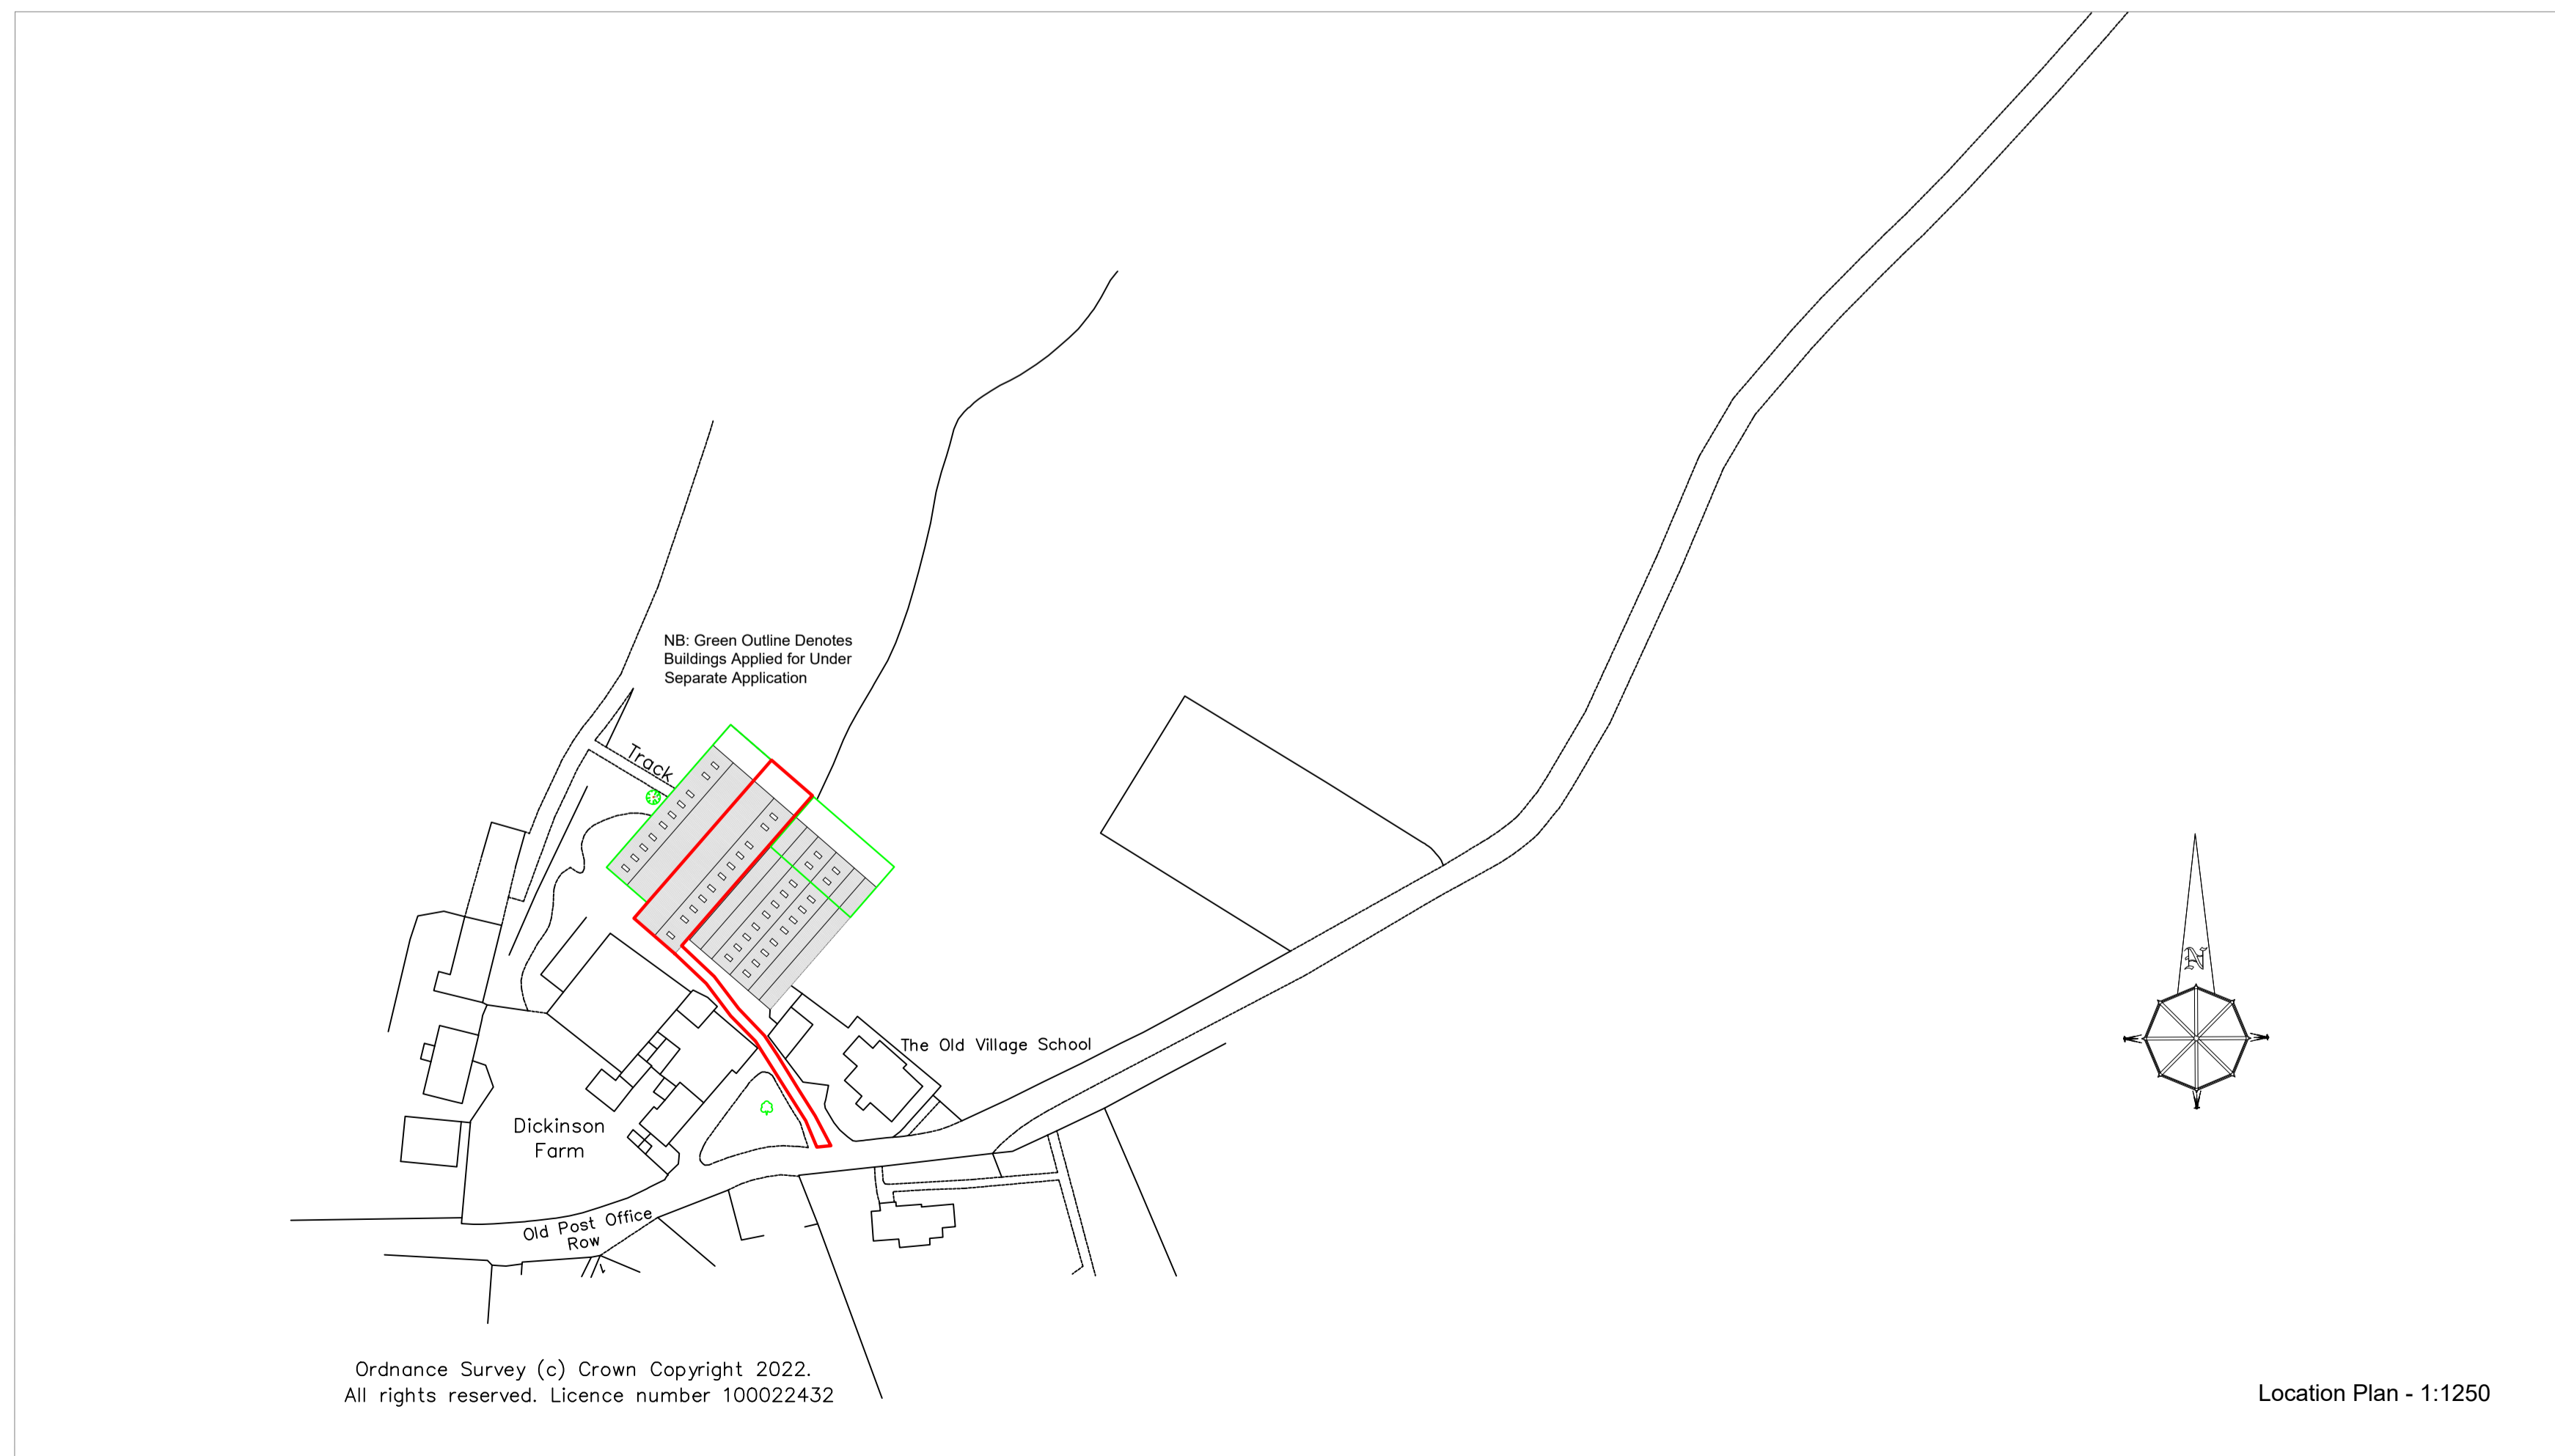 NB: Green Outline Denotes
Buildings Applied for Under
Separate Application
Track
N
The Old Village School
Dickinson
Farm
Old Post Office
Row
1
Ordnance Survey (c) Crown Copyright 2022.
All rights reserved. Licence number 100022432
Location Plan - 1:1250